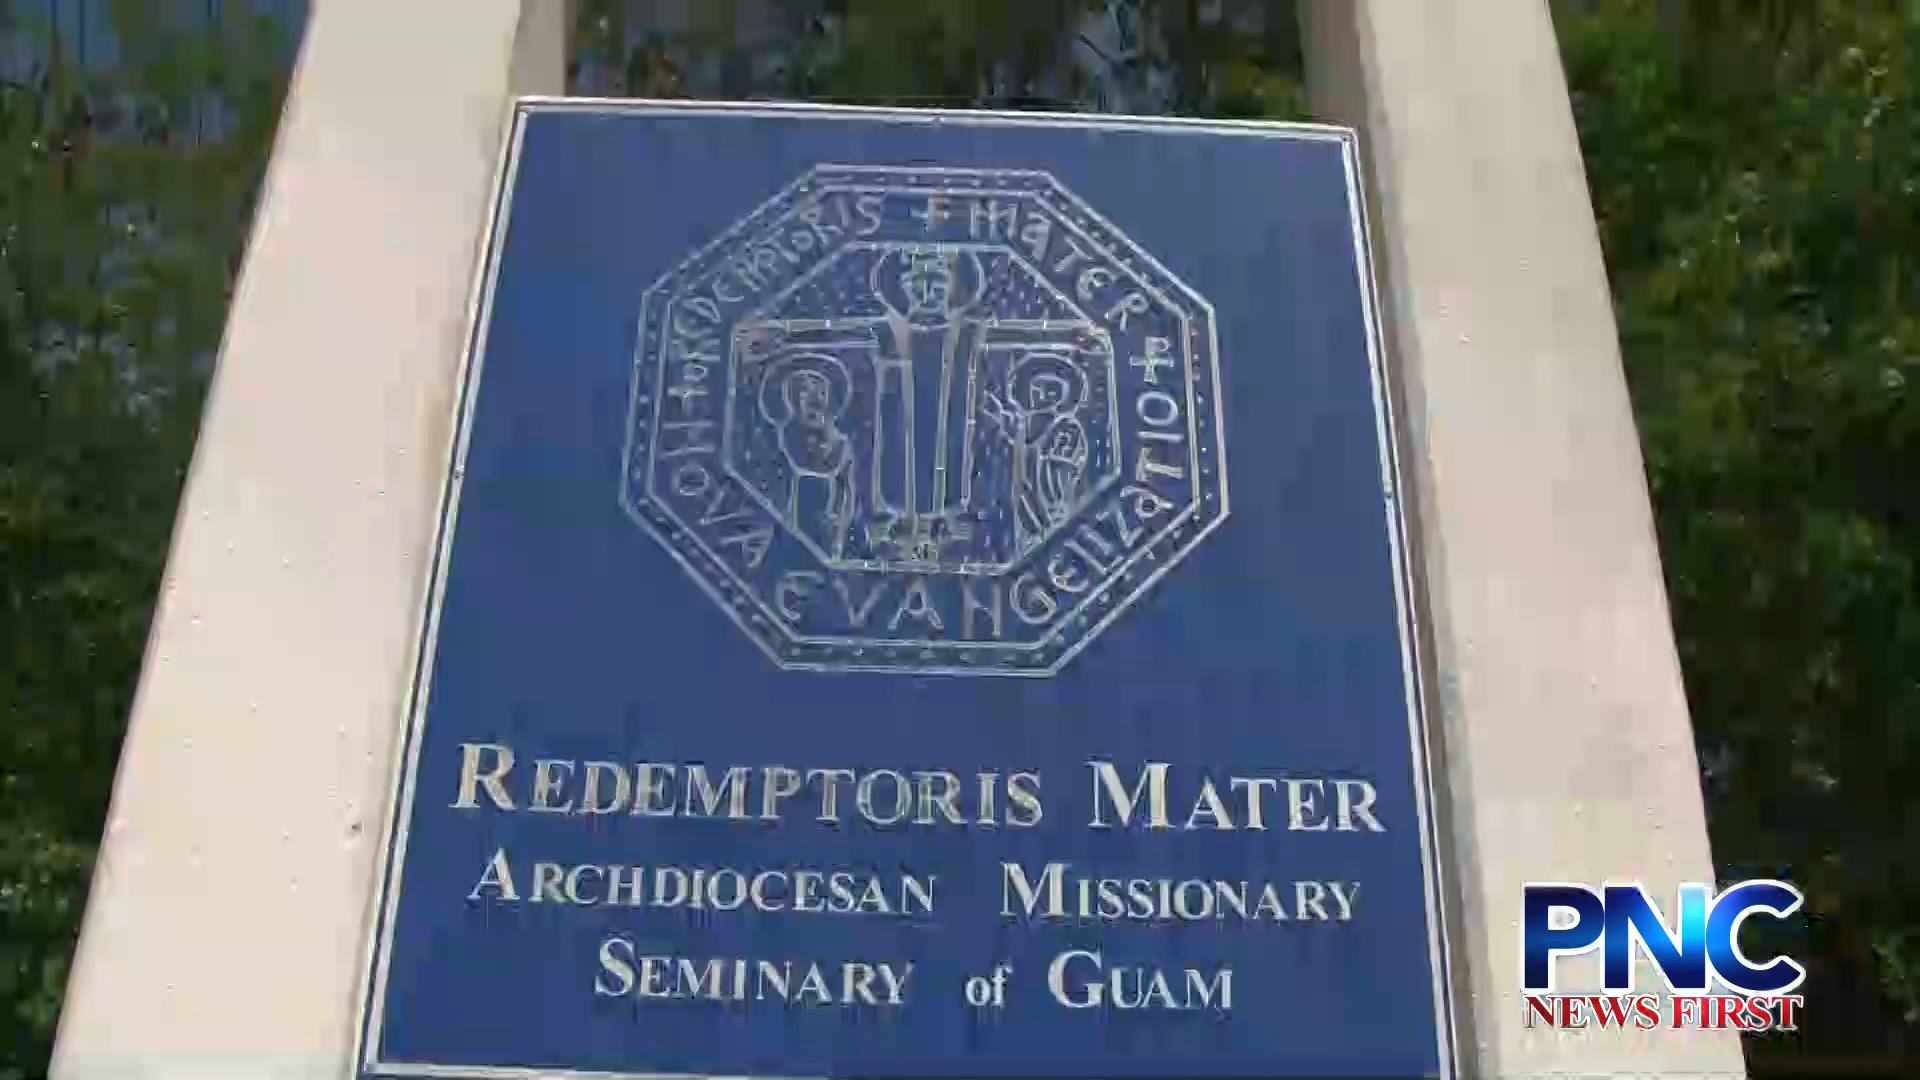 REDEMPTORIS + MATER +
NOVA EVANGELIZATIO
REDEMPTORIS MATER
ARCHDIOCESAN MISSIONARY
SEMINARY of GUAM
PNC
NEWS FIRST